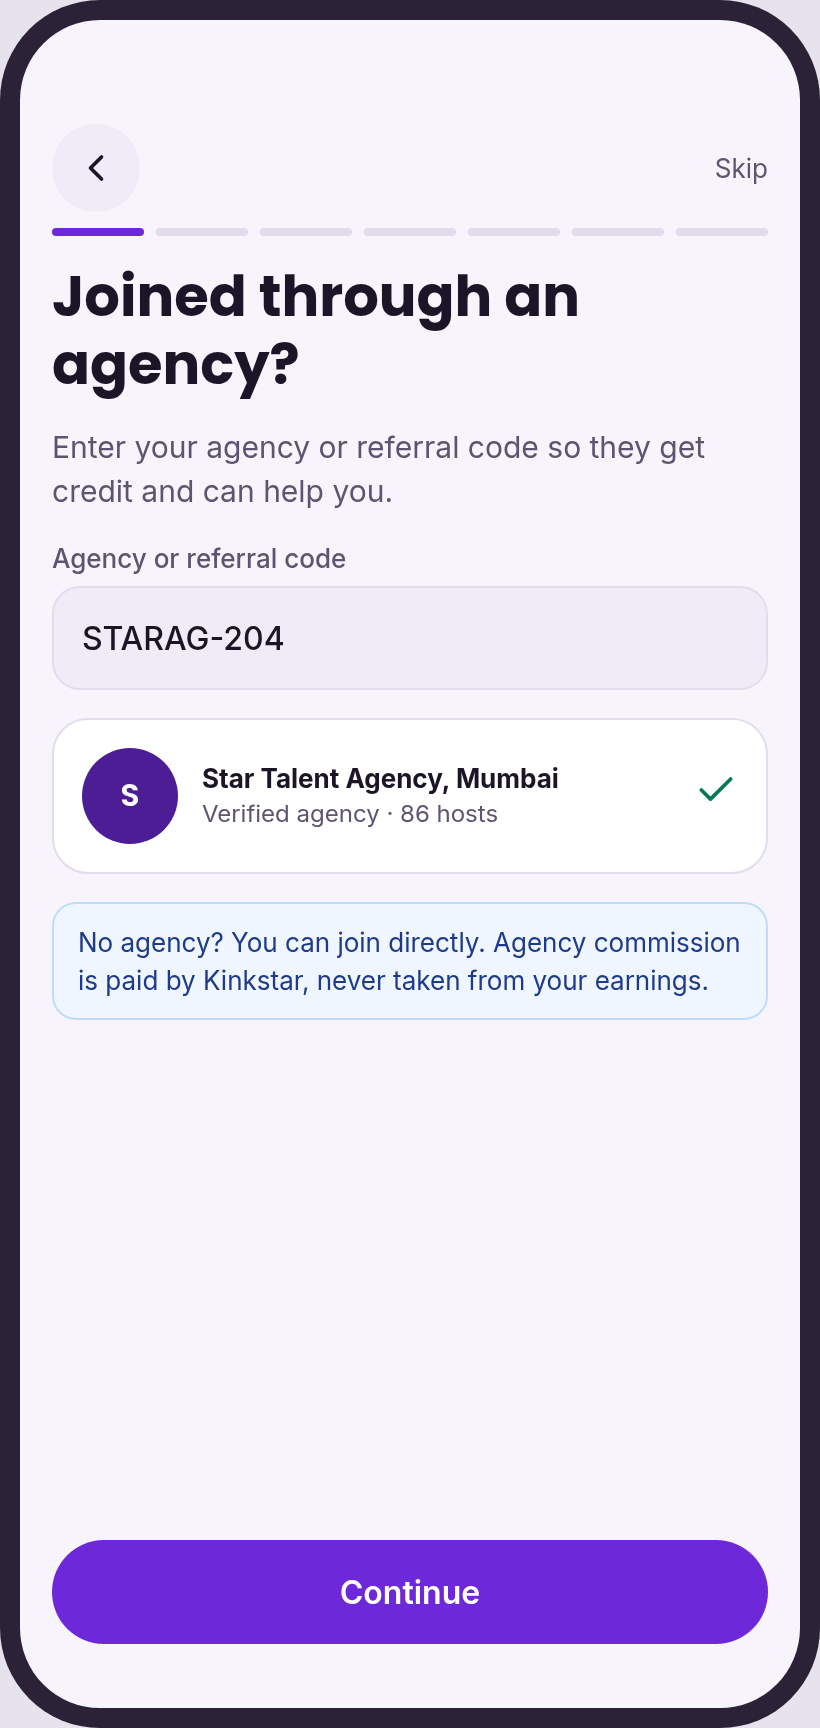 Skip
Joined through an
agency?
Enter your agency or referral code so they get
credit and can help you.
Agency or referral code
STARAG-204
S
Star Talent Agency, Mumbai
Verified agency · 86 hosts
No agency? You can join directly. Agency commission
is paid by Kinkstar, never taken from your earnings.
Continue